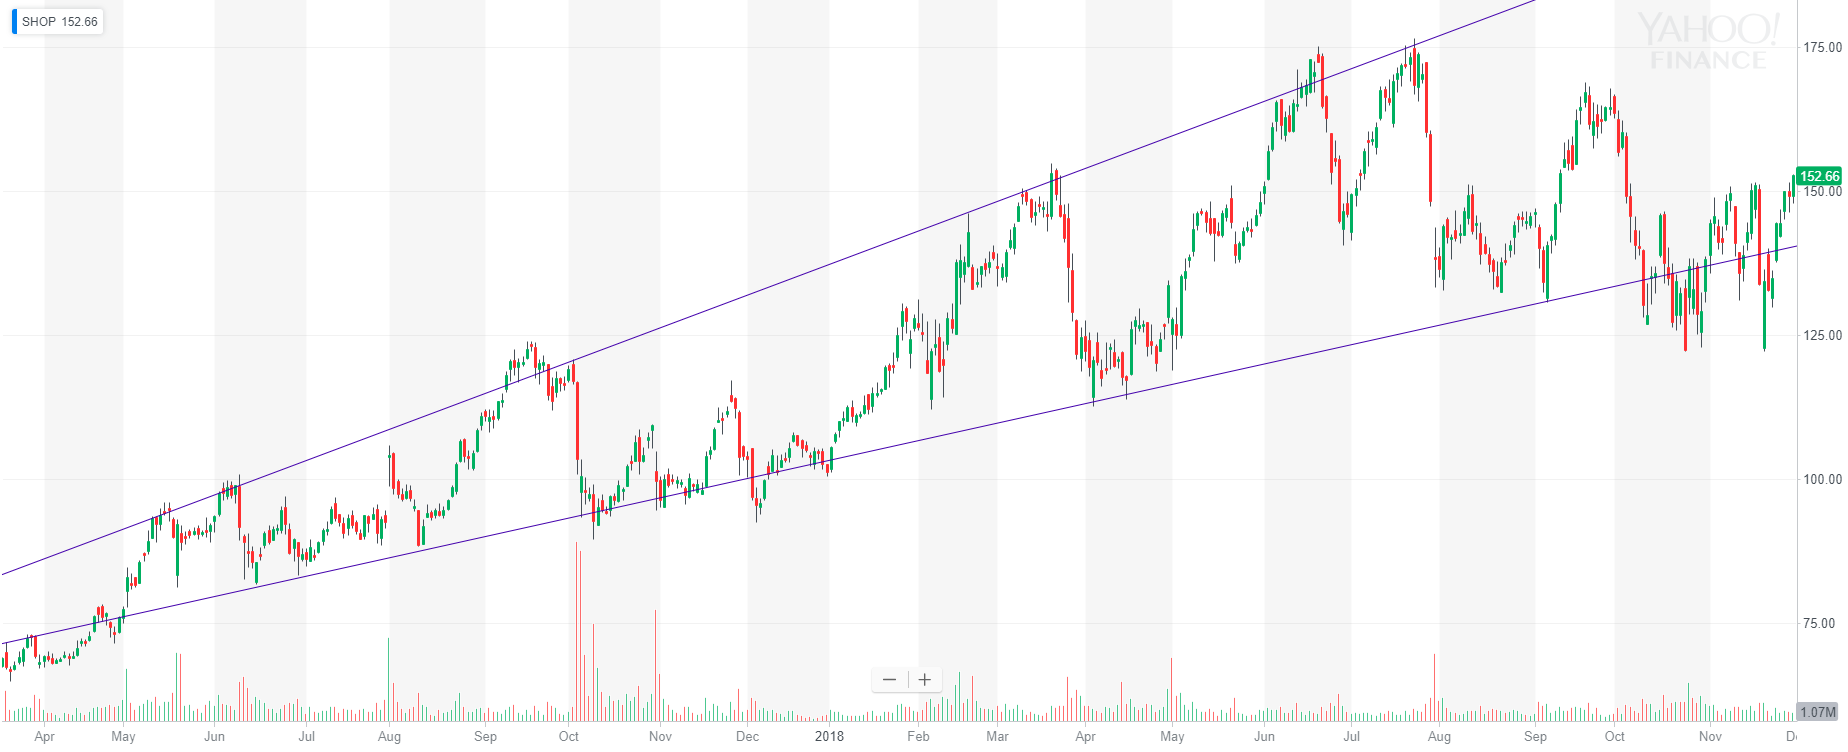 SHOP 152.66
YAHOO!
FINANCE
175.00
152.66
150.00
125.00
100.00
75.00
1.07M
Apr May Jun Jul Aug Sep Oct Nov Dec 2018 Feb Mar Apr May Jun Jul Aug Sep Oct Nov